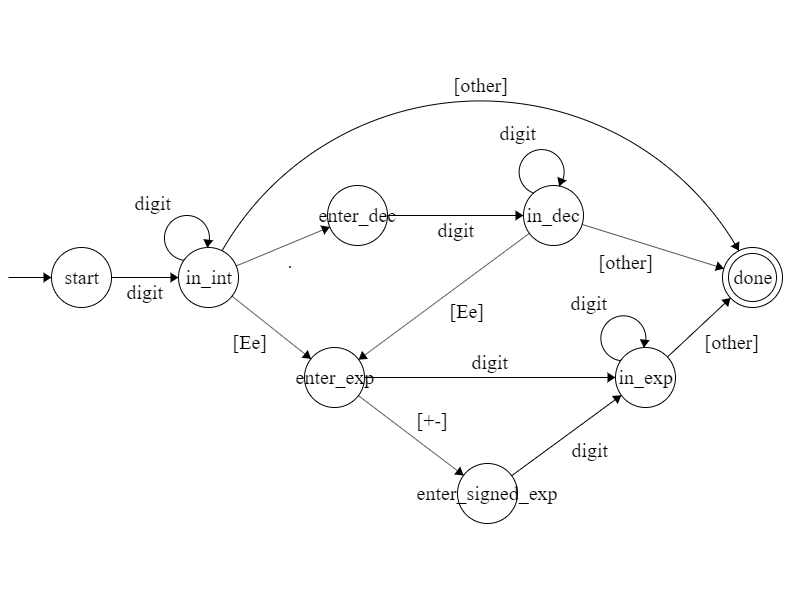 [other]
digit
digit
enter_dec
in_dec
digit
[other]
.
start
digit
in_int
done
digit
[Ee]
[Ee]
[other]
digit
enter_exp
in_exp
[+-]
digit
enter_signed_exp